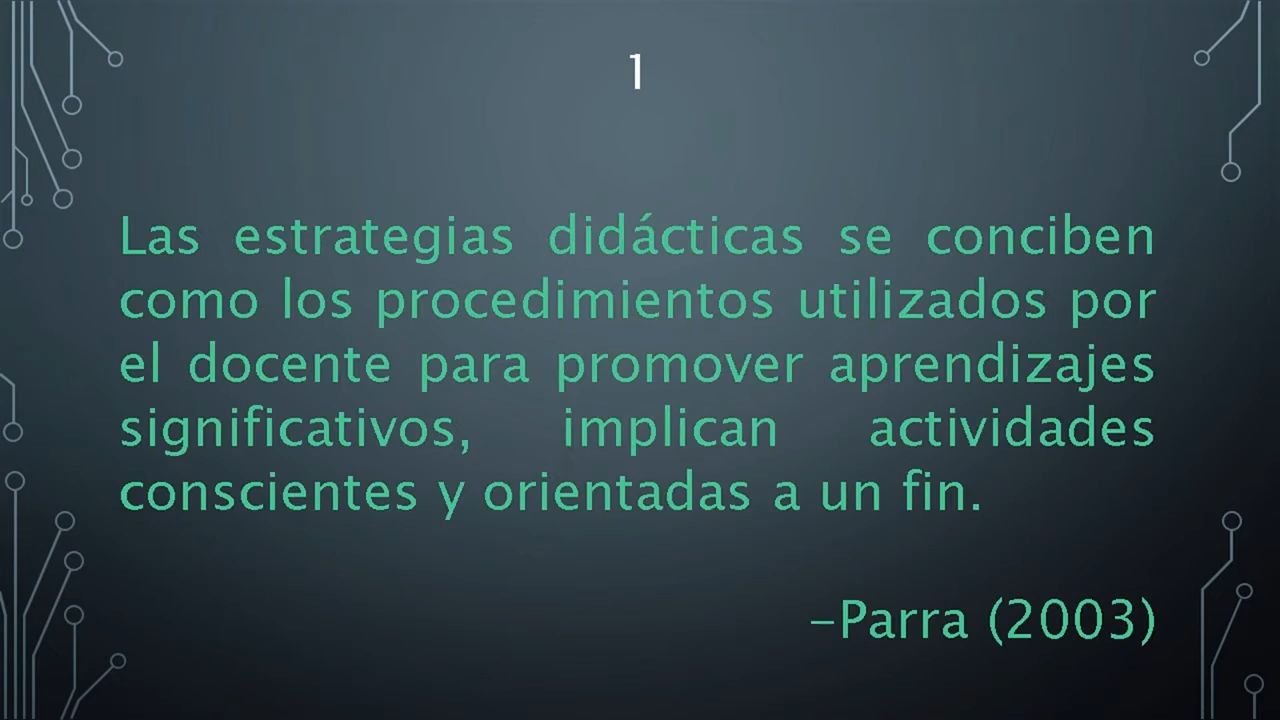 1
Las estrategias didácticas se conciben
como los procedimientos utilizados por
el docente para promover aprendizajes
significativos, implican actividades
conscientes y orientadas a un fin.
–Parra (2003)